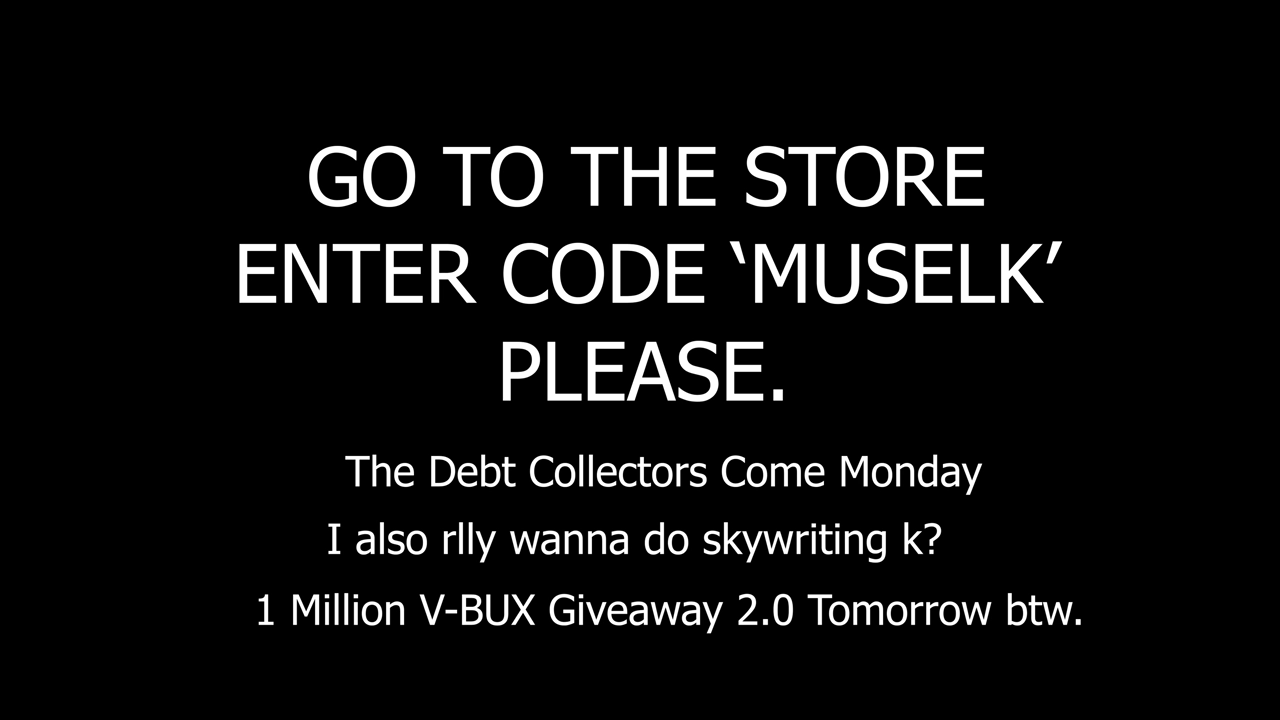 GO TO THE STORE
ENTER CODE ‘MUSELK’
PLEASE.
The Debt Collectors Come Monday
I also rlly wanna do skywriting k?
1 Million V-BUX Giveaway 2.0 Tomorrow btw.